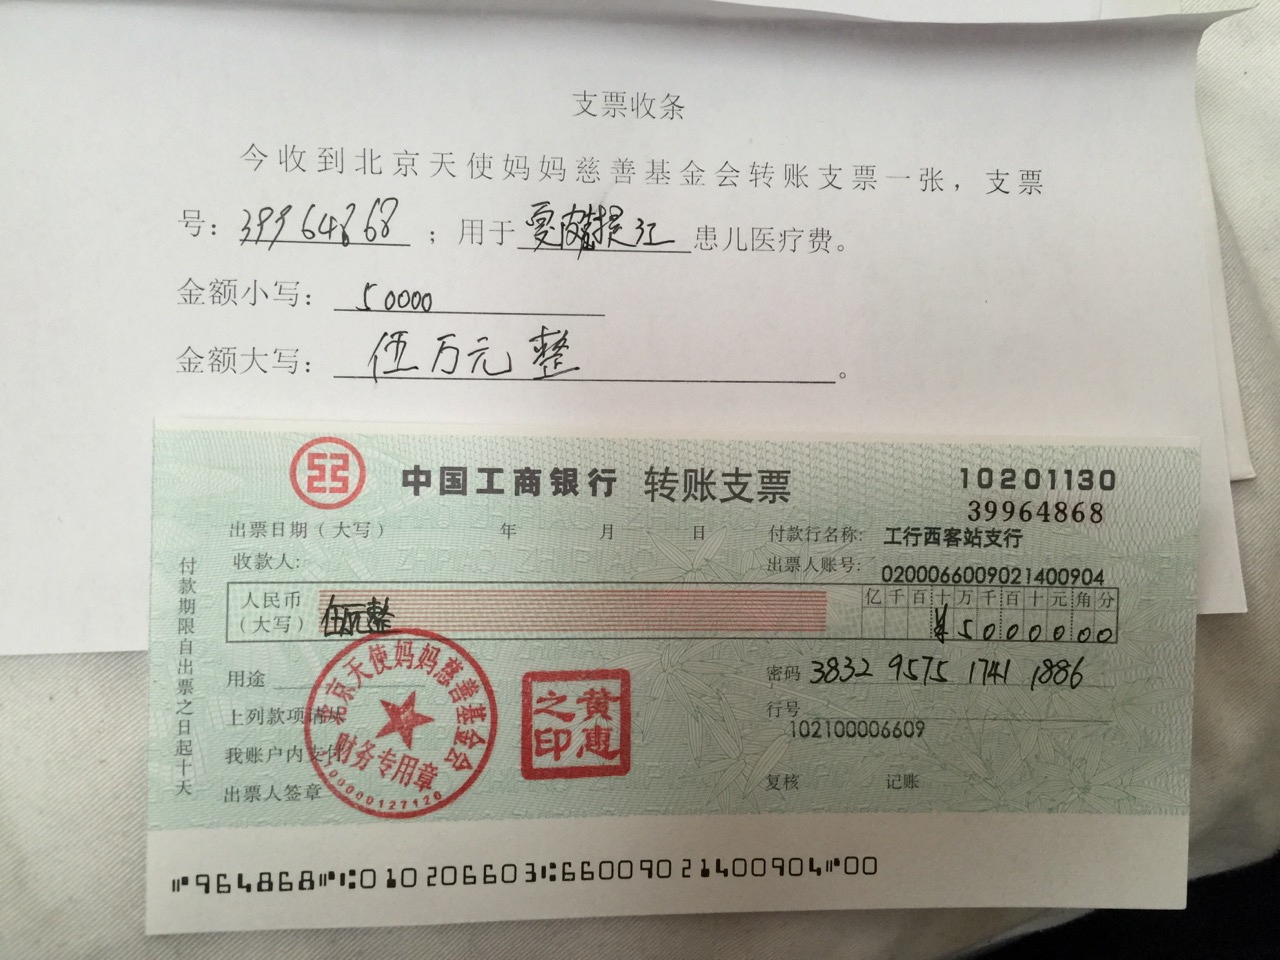 支票收条
今收到北京天使妈妈慈善基金会转账支票一张，支票
号：39964868；用于夏皮提江患儿医疗费。
金额小写：50000
金额大写：伍万元整。
中国工商银行 转账支票 10201130
39964868
出票日期（大写） 年 月 日 付款行名称：工行西客站支行
收款人： 出票人账号：0200066009021400904
人民币 亿千百十万千百十元角分
（大写）伍万元整 ¥5000000
用途 密码 3832 9575 1741 1886
上列款项请从 行号
102100006609
我账户内支付
出票人签章 复核 记账
付款期限自出票之日起十天
北京天使妈妈慈善基金会
财务专用章
黄惠之印
⑈964868⑈⑆010206603⑆66009021400904⑈00